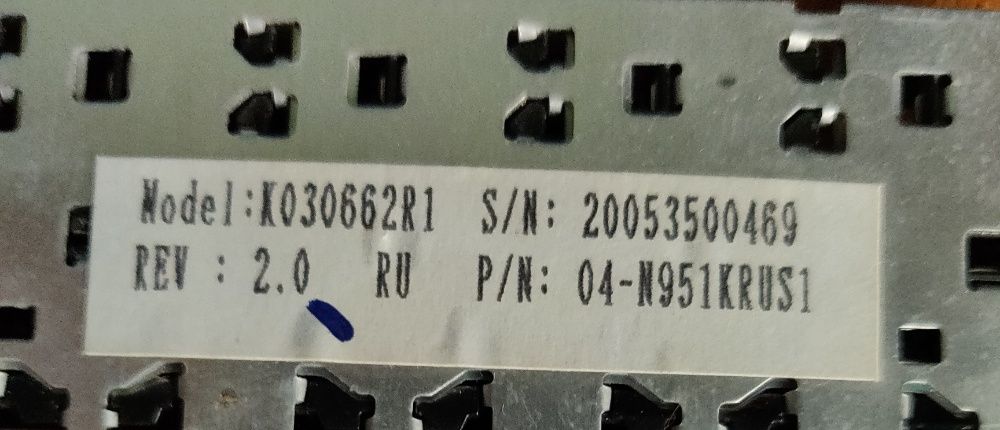 Model:K030662R1 S/N: 20053500469
REV : 2.0 RU P/N: 04-N951KRUS1